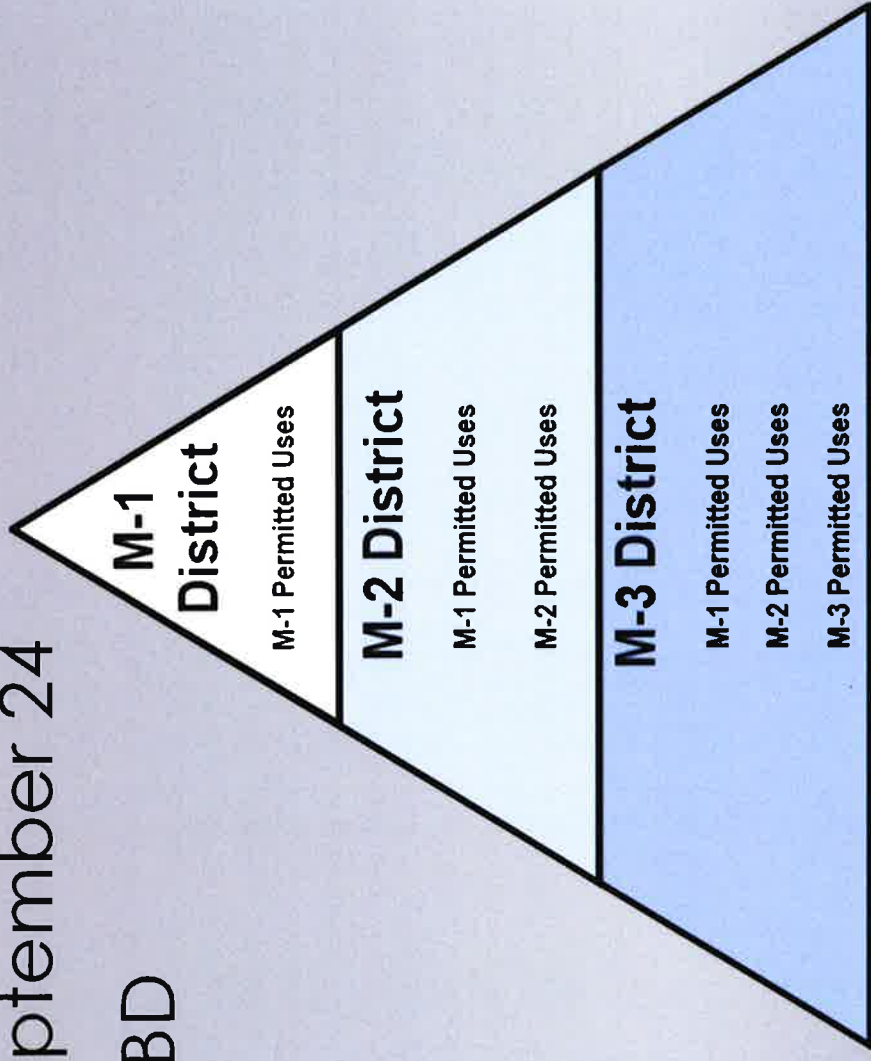 ptember 24
BD
M-1
District
M-1 Permitted Uses
M-2 District
M-1 Permitted Uses
M-2 Permitted Uses
M-3 District
M-1 Permitted Uses
M-2 Permitted Uses
M-3 Permitted Uses